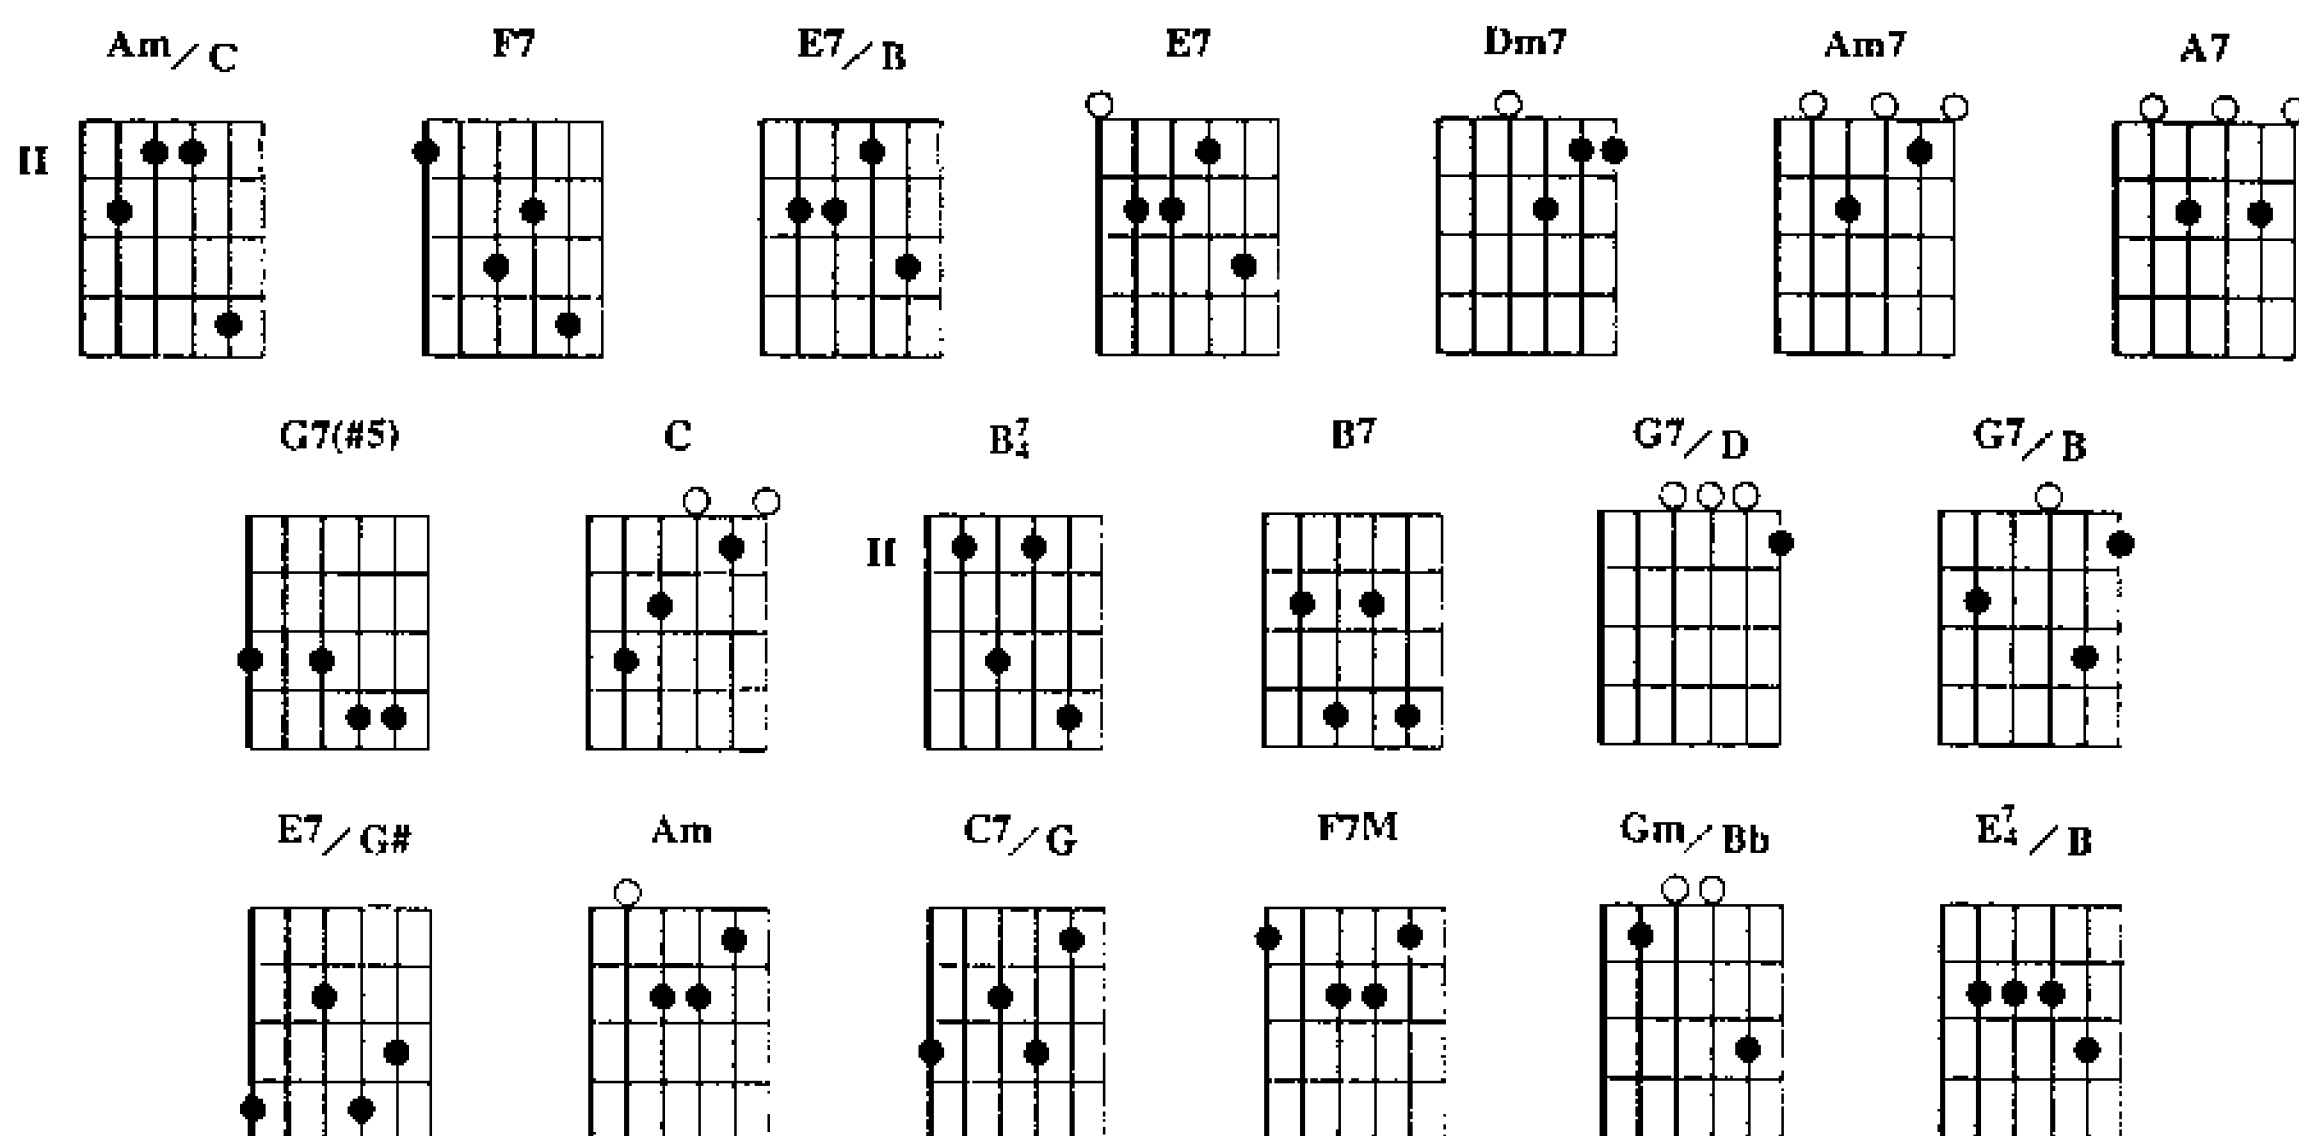 Am/C F7 E7/B E7 Dm7 Am7 A7
II
G7(#5) C B7/4 B7 G7/D G7/B
II
E7/G# Am C7/G F7M Gm/Bb E7/4/B